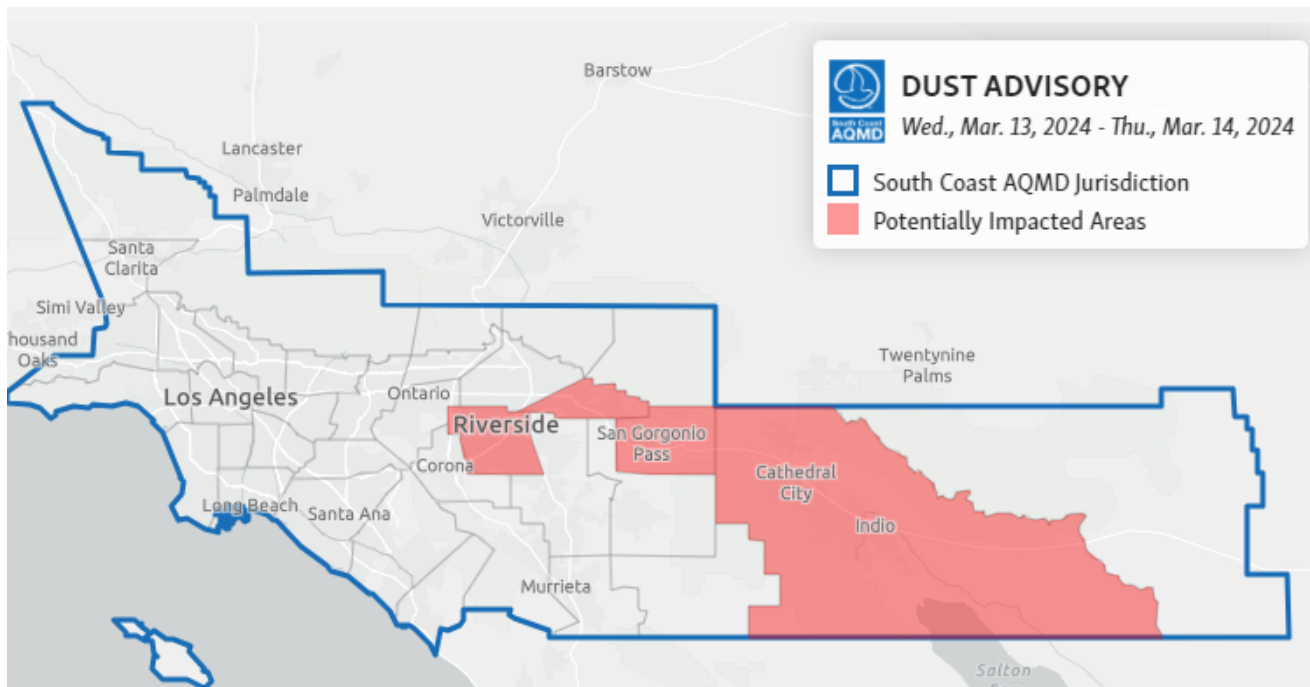 DUST ADVISORY
South Coast
AQMD
Wed., Mar. 13, 2024 - Thu., Mar. 14, 2024
South Coast AQMD Jurisdiction
Potentially Impacted Areas
Barstow
Lancaster
Palmdale
Victorville
Santa
Clarita
Simi Valley
housand
Oaks
Twentynine
Palms
Los Angeles
Ontario
Riverside
San Gorgonio
Pass
Corona
Cathedral
City
Long Beach
Santa Ana
Indio
Murrieta
Salton